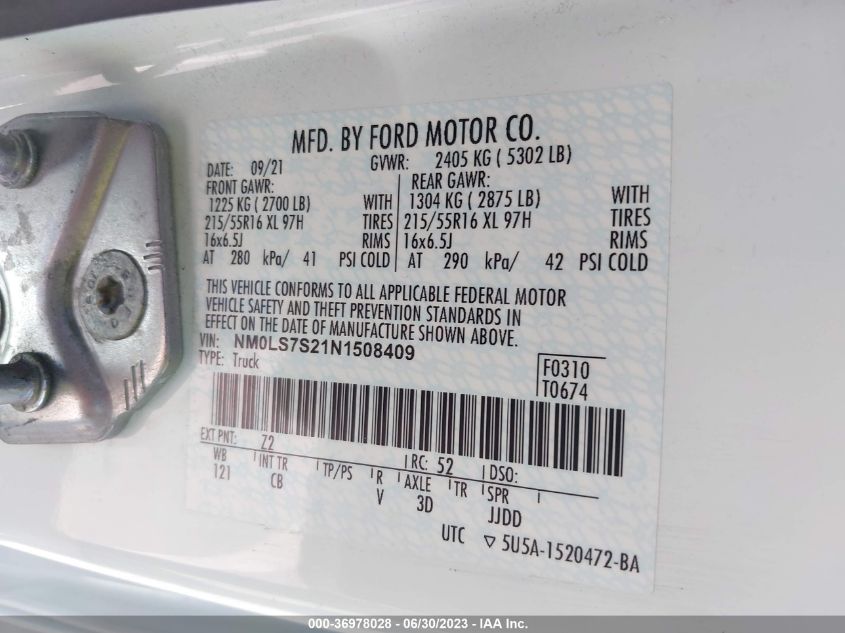 MFD. BY FORD MOTOR CO.
DATE: 09/21 GVWR: 2405 KG ( 5302 LB)
FRONT GAWR: REAR GAWR:
1225 KG ( 2700 LB) WITH 1304 KG ( 2875 LB) WITH
215/55R16 XL 97H TIRES 215/55R16 XL 97H TIRES
16x6.5J RIMS 16x6.5J RIMS
AT 280 kPa/ 41 PSI COLD AT 290 kPa/ 42 PSI COLD
THIS VEHICLE CONFORMS TO ALL APPLICABLE FEDERAL MOTOR
VEHICLE SAFETY AND THEFT PREVENTION STANDARDS IN
EFFECT ON THE DATE OF MANUFACTURE SHOWN ABOVE.
VIN: NM0LS7S21N1508409
TYPE: Truck
F0310
T0674
EXT PNT: Z2 RC: 52 DSO:
WB INT TR TP/PS R AXLE TR SPR
121 CB V 3D JJDD
UTC ▽ 5U5A-1520472-BA
000-36978028 - 06/30/2023 - IAA Inc.